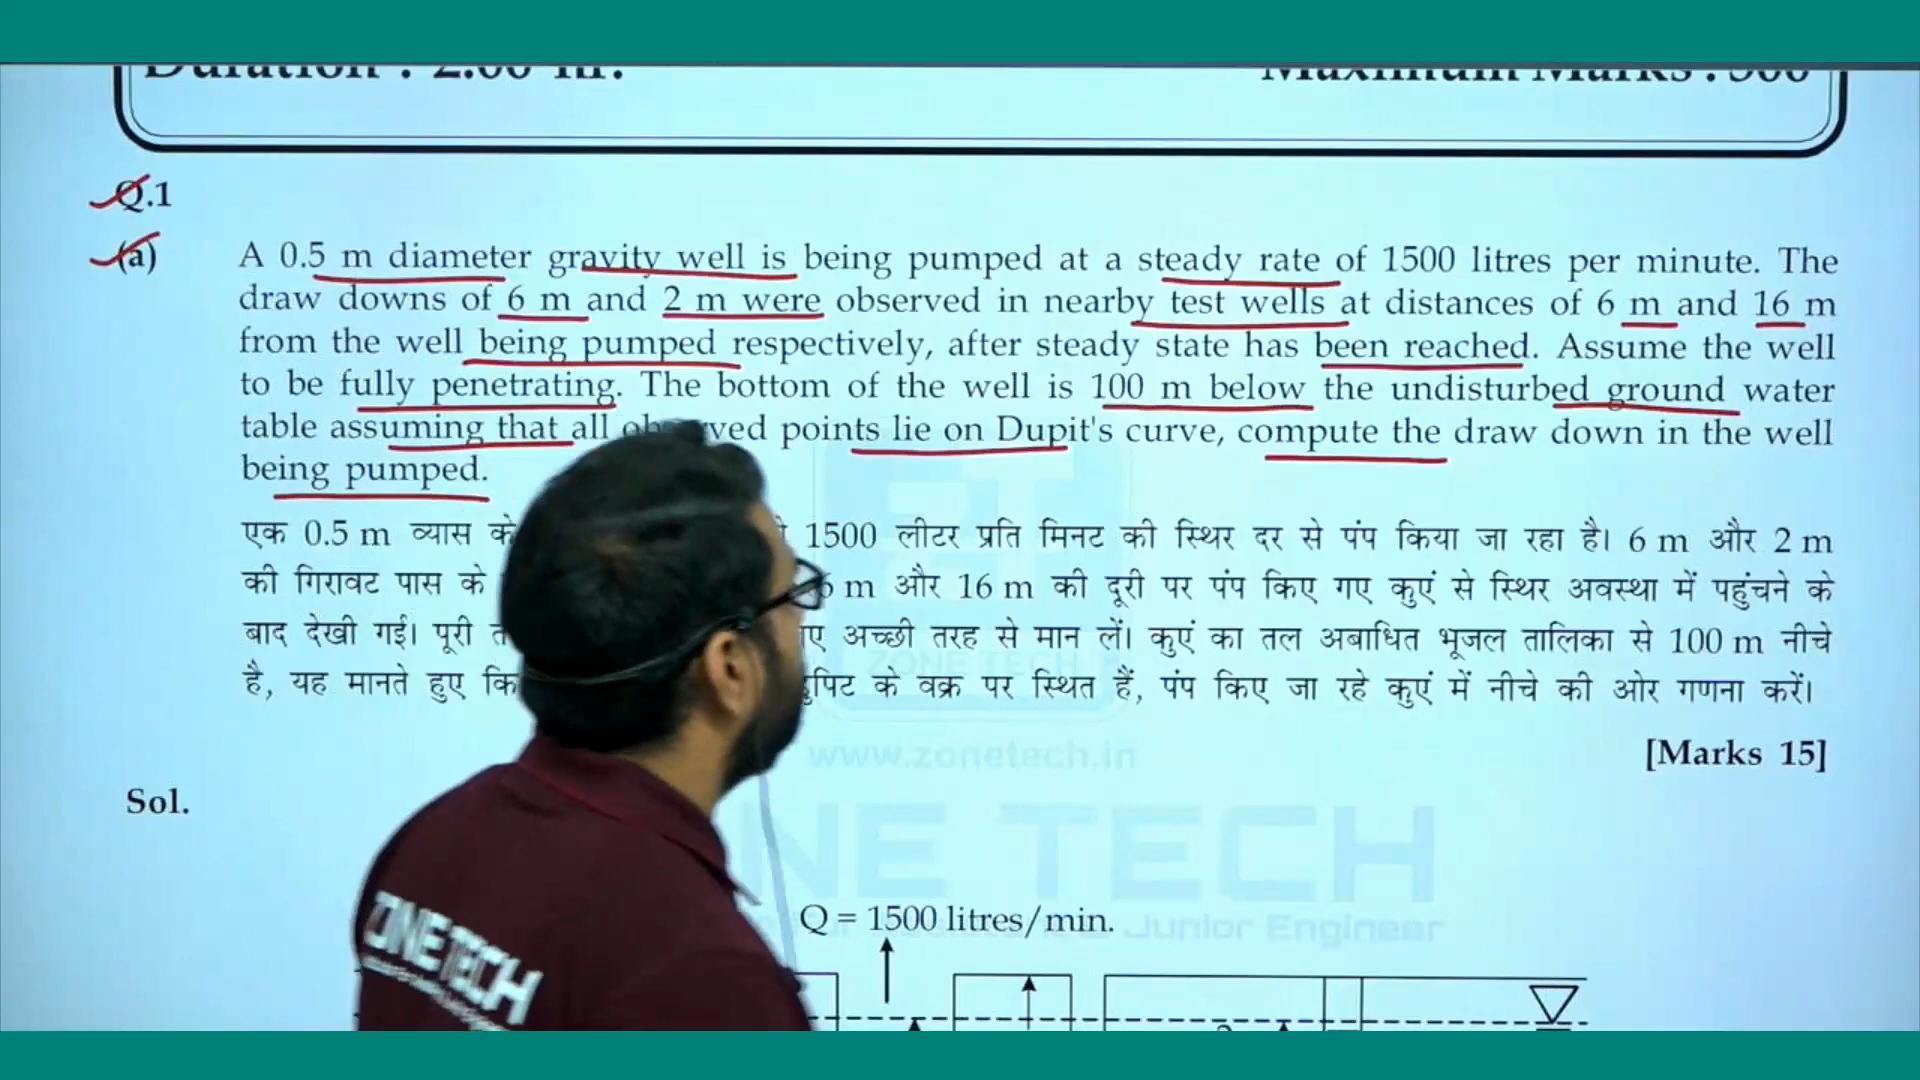 Duration : 2.00 hr.
Maximum Marks : 300
Q.1
(a) A 0.5 m diameter gravity well is being pumped at a steady rate of 1500 litres per minute. The
draw downs of 6 m and 2 m were observed in nearby test wells at distances of 6 m and 16 m
from the well being pumped respectively, after steady state has been reached. Assume the well
to be fully penetrating. The bottom of the well is 100 m below the undisturbed ground water
table assuming that all points lie on Dupit's curve, compute the draw down in the well
being pumped.
एक 0.5 m व्यास के 1500 लीटर प्रति मिनट की स्थिर दर से पंप किया जा रहा है। 6 m और 2 m
की गिरावट पास के 6 m और 16 m की दूरी पर पंप किए गए कुएं से स्थिर अवस्था में पहुंचने के
बाद देखी गई। पूरी अच्छी तरह से मान लें। कुएं का तल अबाधित भूजल तालिका से 100 m नीचे
है, यह मानते हुए कि के वक्र पर स्थित हैं, पंप किए जा रहे कुएं में नीचे की ओर गणना करें।
ZONE TECH
www.zonetech.in
[Marks 15]
Sol.
NE TECH
Junior Engineer
Q = 1500 litres/min.
ZONE TECH